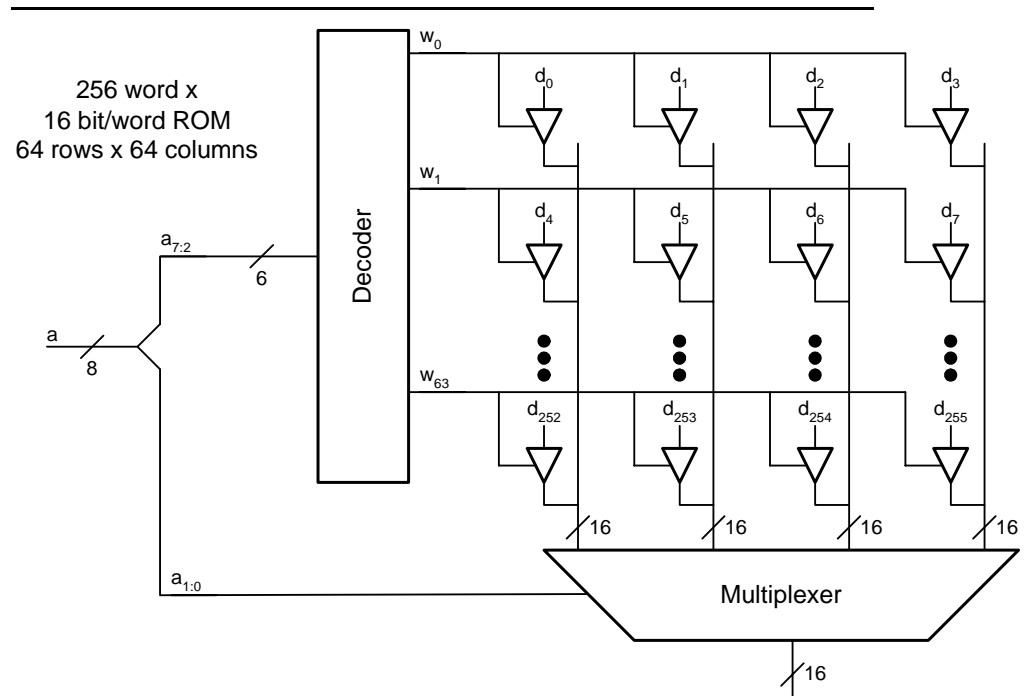 256 word x
16 bit/word ROM
64 rows x 64 columns
w0
d0 d1 d2 d3
w1
d4 d5 d6 d7
Decoder
a7:2
6
a
8
w63
d252 d253 d254 d255
16 16 16 16
a1:0
Multiplexer
16